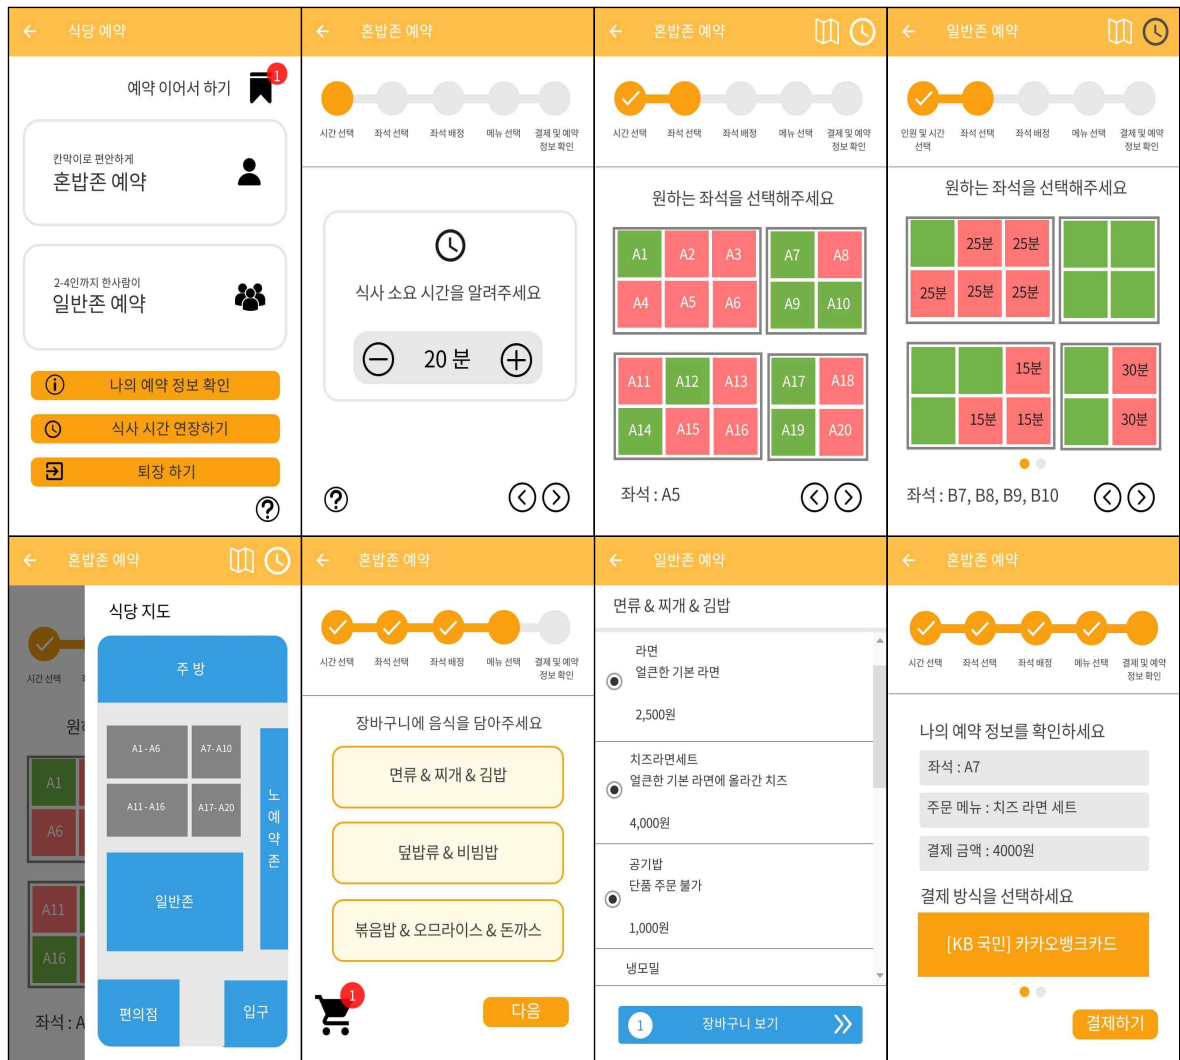 식당 예약
예약 이어서 하기
1
칸막이로 편안하게
혼밥존 예약
2-4인까지 한사람이
일반존 예약
나의 예약 정보 확인
식사 시간 연장하기
퇴장 하기
혼밥존 예약
시간 선택 좌석 선택 좌석 배정 메뉴 선택 결제 및 예약
정보 확인
식사 소요 시간을 알려주세요
20 분
혼밥존 예약
시간 선택 좌석 선택 좌석 배정 메뉴 선택 결제 및 예약
정보 확인
원하는 좌석을 선택해주세요
A1 A2 A3 A7 A8
A4 A5 A6 A9 A10
A11 A12 A13 A17 A18
A14 A15 A16 A19 A20
좌석 : A5
일반존 예약
인원 및 시간 좌석 선택 좌석 배정 메뉴 선택 결제 및 예약
선택 정보 확인
원하는 좌석을 선택해주세요
25분 25분
25분 25분 25분
15분 30분
15분 15분 30분
좌석 : B7, B8, B9, B10
혼밥존 예약
시간 선택
원하
A1
A6
A11
A16
좌석 : A
식당 지도
주 방
A1 - A6 A7- A10
A11 - A16 A17- A20
노
예
약
존
일반존
편의점 입구
혼밥존 예약
시간 선택 좌석 선택 좌석 배정 메뉴 선택 결제 및 예약
정보 확인
장바구니에 음식을 담아주세요
면류 & 찌개 & 김밥
덮밥류 & 비빔밥
볶음밥 & 오므라이스 & 돈까스
1
다음
일반존 예약
면류 & 찌개 & 김밥
라면
얼큰한 기본 라면
2,500원
치즈라면세트
얼큰한 기본 라면에 올라간 치즈
4,000원
공기밥
단품 주문 불가
1,000원
냉모밀
1 장바구니 보기
혼밥존 예약
시간 선택 좌석 선택 좌석 배정 메뉴 선택 결제 및 예약
정보 확인
나의 예약 정보를 확인하세요
좌석 : A7
주문 메뉴 : 치즈 라면 세트
결제 금액 : 4000원
결제 방식을 선택하세요
[KB 국민] 카카오뱅크카드
결제하기